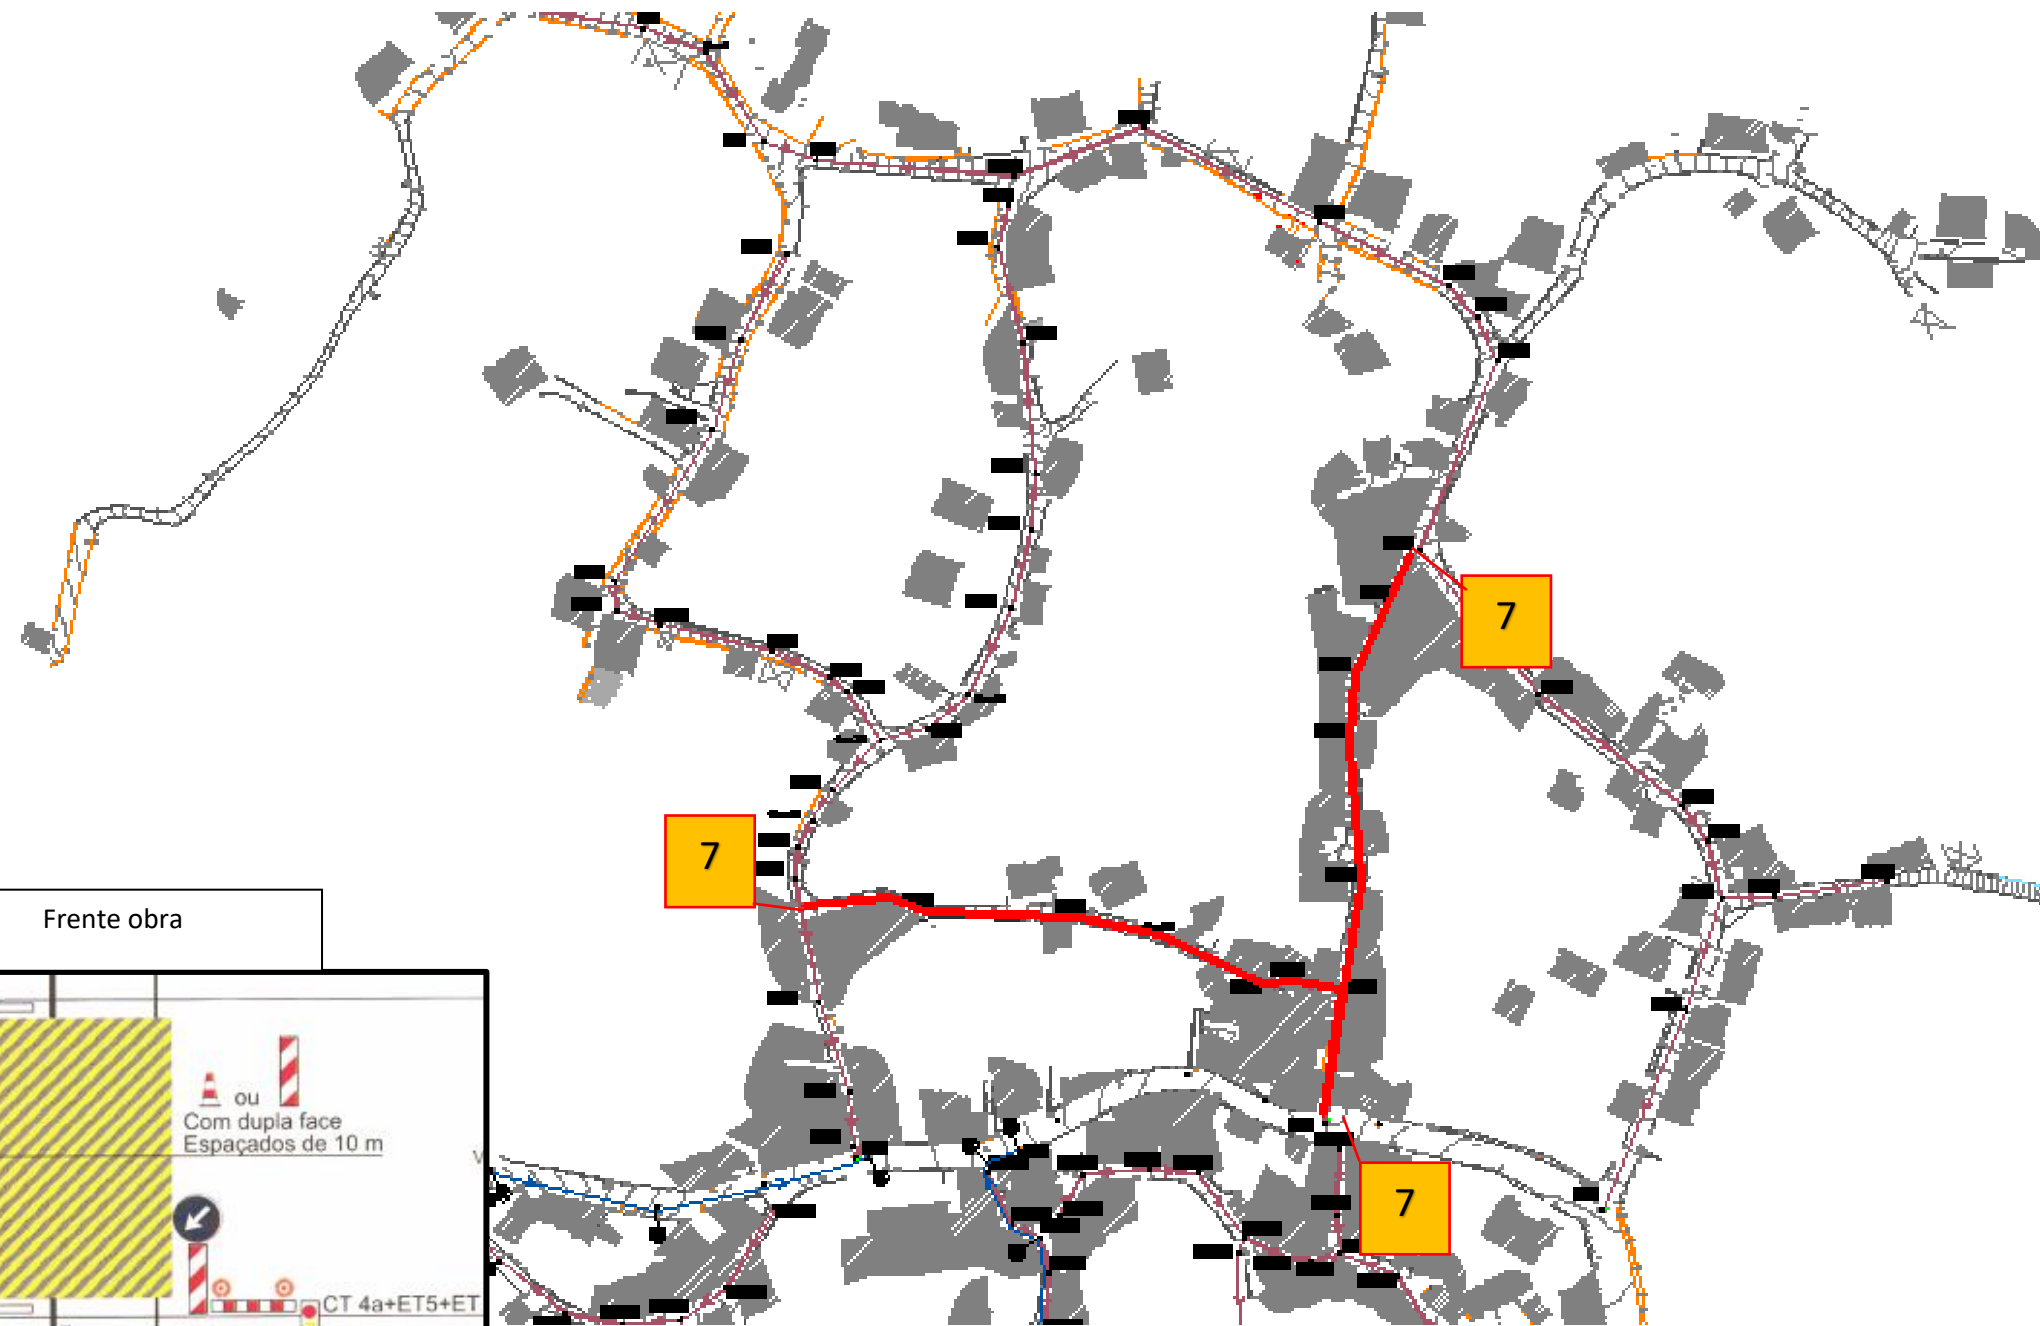 7
7
Frente obra
ou
Com dupla face
Espaçados de 10 m
V
CT 4a+ET5+ET
7